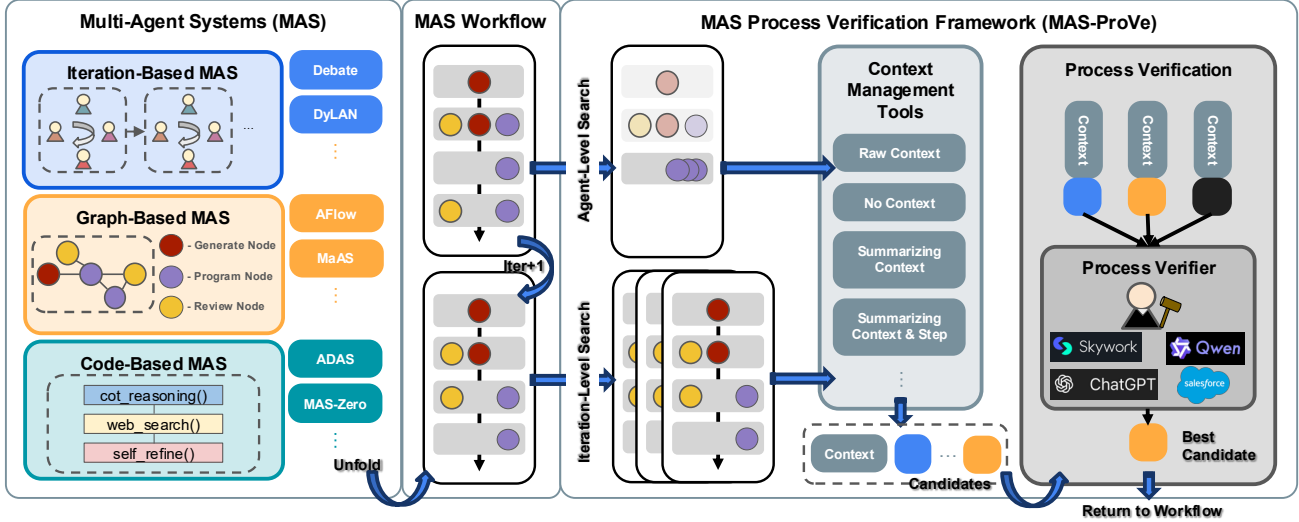 Multi-Agent Systems (MAS)
Iteration-Based MAS
...
Debate
DyLAN
⋮
Graph-Based MAS
- Generate Node
- Program Node
- Review Node
AFlow
MaAS
⋮
Code-Based MAS
cot_reasoning()
web_search()
self_refine()
ADAS
MAS-Zero
⋮
Unfold
MAS Workflow
Iter+1
MAS Process Verification Framework (MAS-ProVe)
Agent-Level Search
Iteration-Level Search
Context
Management
Tools
Raw Context
No Context
Summarizing
Context
Summarizing
Context & Step
⋮
Context
...
Candidates
Process Verification
Context
Context
Context
Process Verifier
Skywork
Qwen
ChatGPT
salesforce
Best
Candidate
Return to Workflow